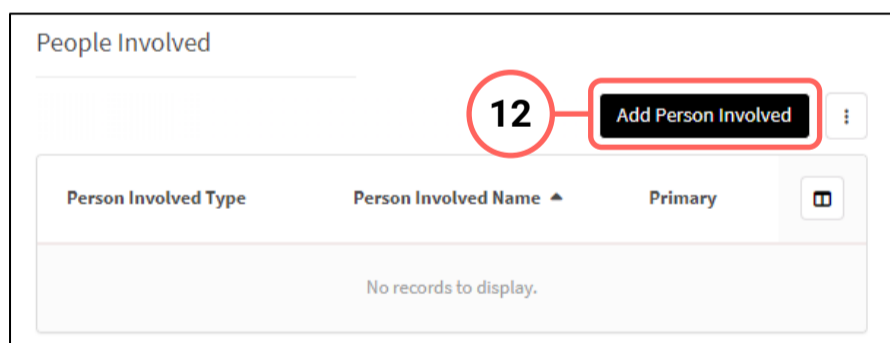 People Involved
12 Add Person Involved
Person Involved Type Person Involved Name Primary
No records to display.